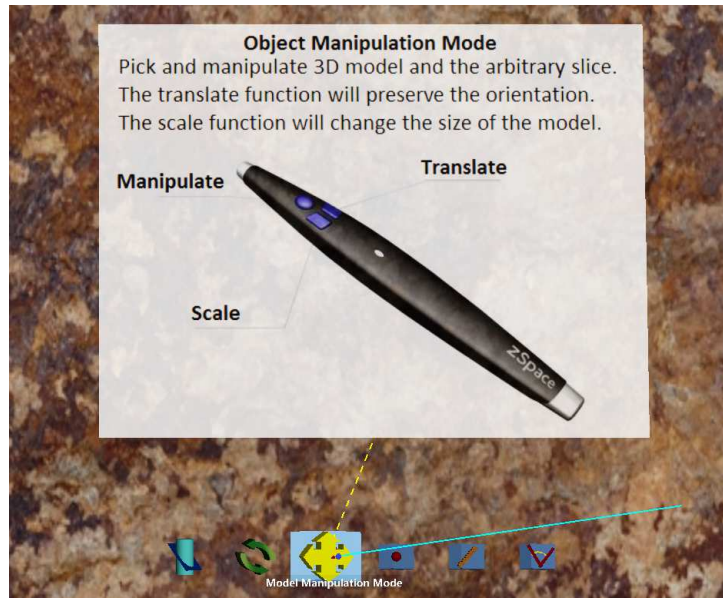 Object Manipulation Mode
Pick and manipulate 3D model and the arbitrary slice.
The translate function will preserve the orientation.
The scale function will change the size of the model.
Translate
Manipulate
Scale
zSpace
Model Manipulation Mode